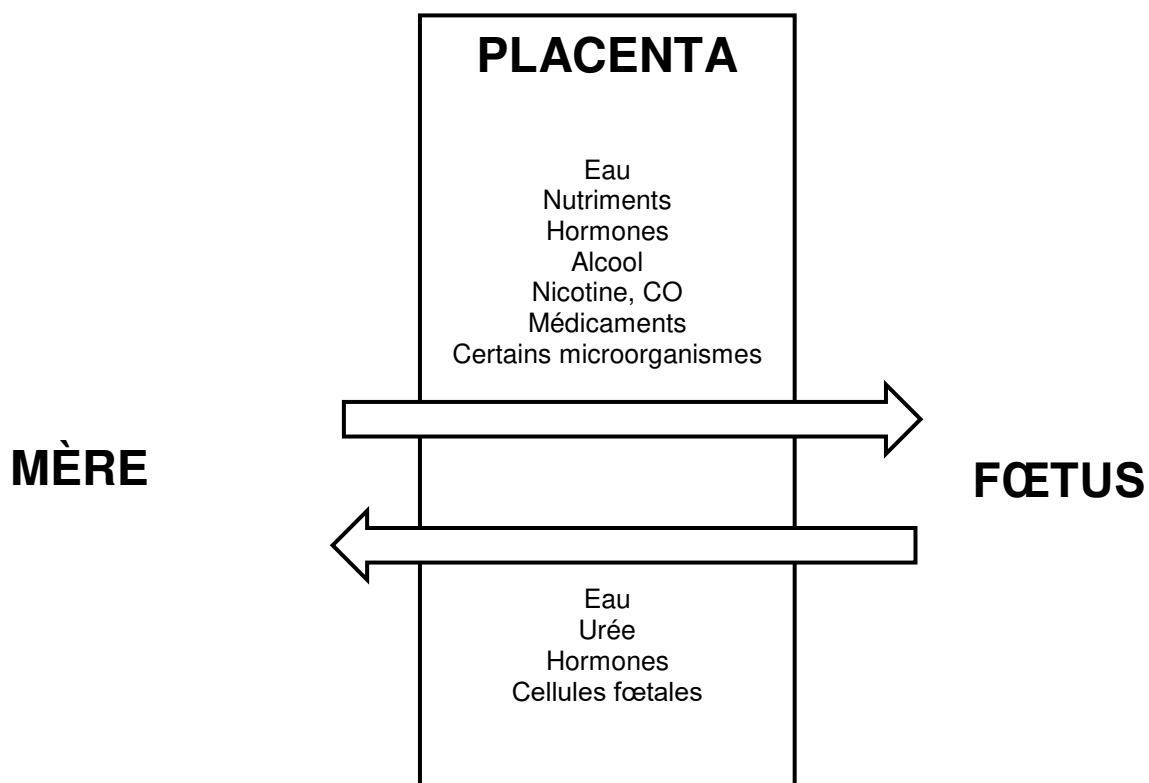 PLACENTA
Eau
Nutriments
Hormones
Alcool
Nicotine, CO
Médicaments
Certains microorganismes
MÈRE
FŒTUS
Eau
Urée
Hormones
Cellules fœtales